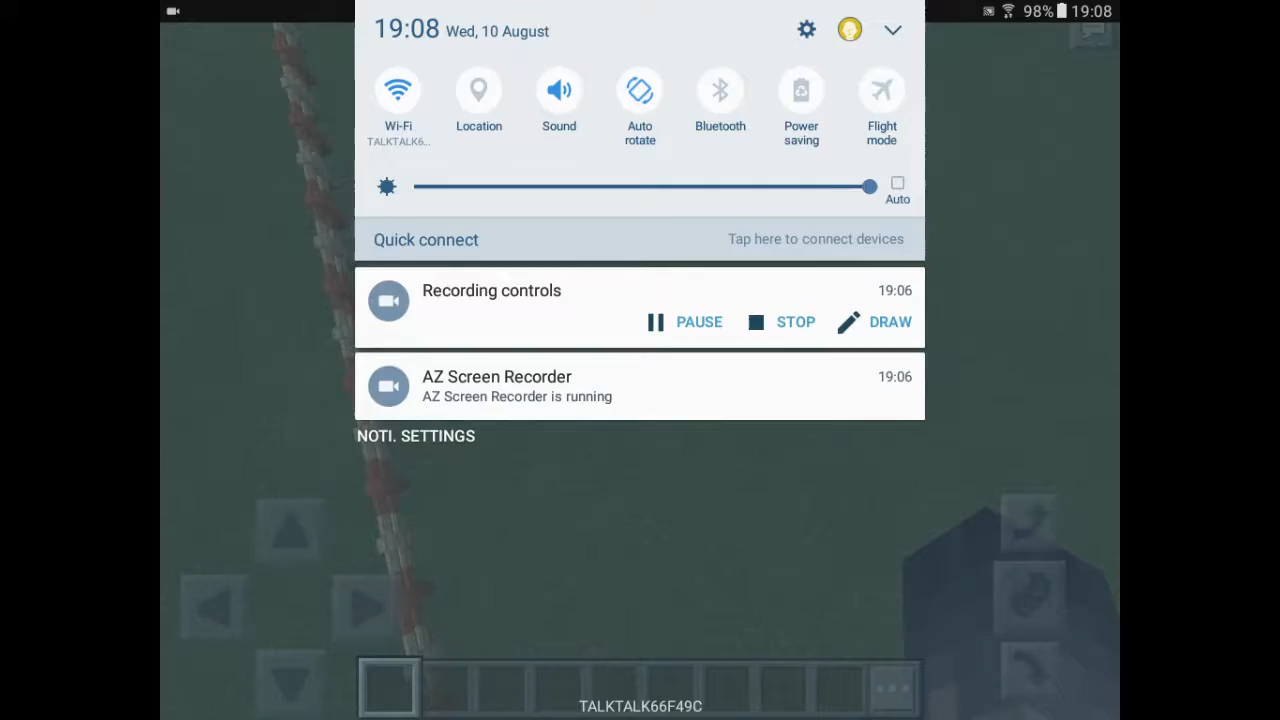 98% 19:08
19:08 Wed, 10 August
Wi-Fi
TALKTALK6...
Location
Sound
Auto
rotate
Bluetooth
Power
saving
Flight
mode
Auto
Quick connect
Tap here to connect devices
Recording controls
19:06
PAUSE
STOP
DRAW
AZ Screen Recorder
19:06
AZ Screen Recorder is running
NOTI. SETTINGS
TALKTALK66F49C